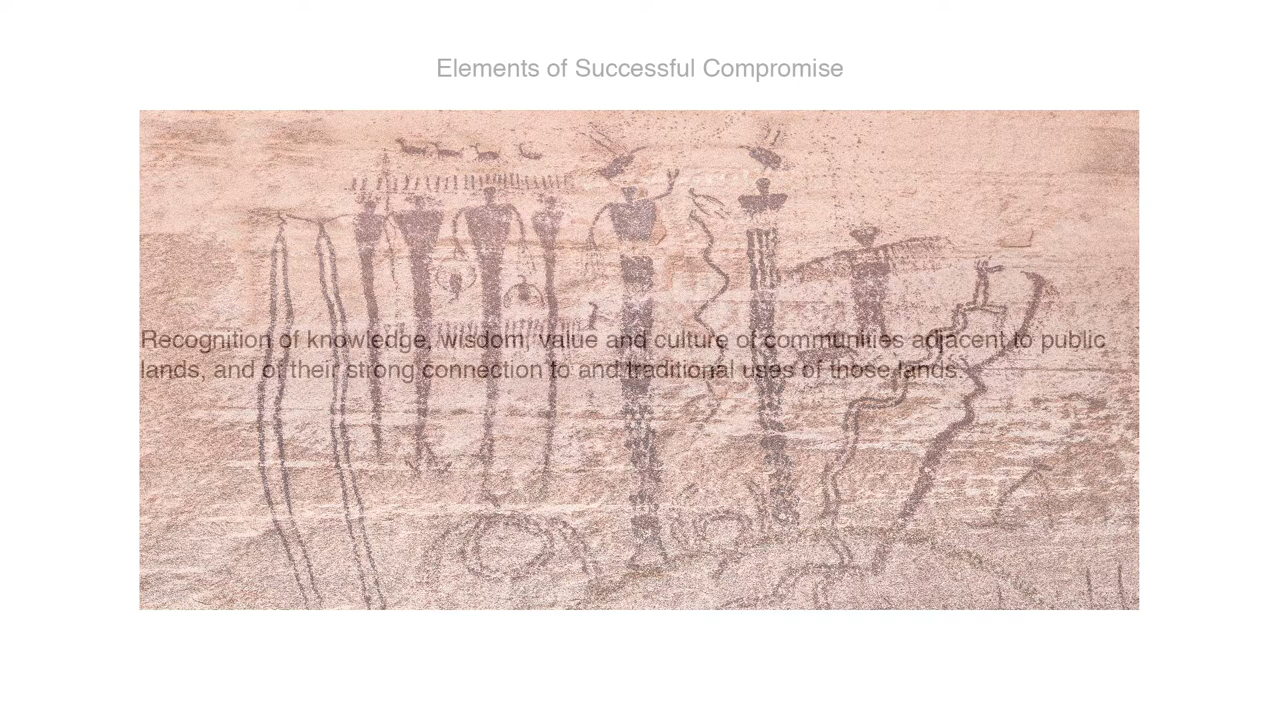 Elements of Successful Compromise
Recognition of knowledge, wisdom, value and culture of communities adjacent to public
lands, and of their strong connection to and traditional uses of those lands.